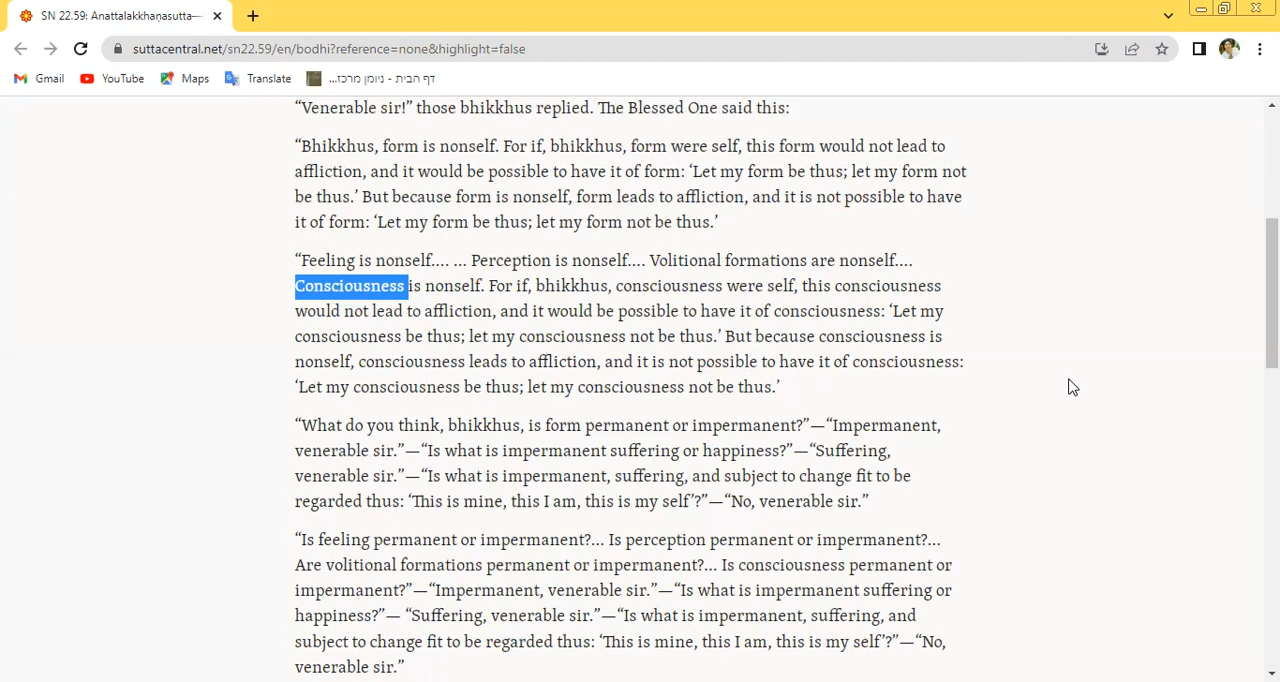 SN 22.59: Anattalakkhaṇasutta—
suttacentral.net/sn22.59/en/bodhi?reference=none&highlight=false
Gmail YouTube Maps Translate דף הבית - ניומן מרכז...
“Venerable sir!” those bhikkhus replied. The Blessed One said this:
“Bhikkhus, form is nonself. For if, bhikkhus, form were self, this form would not lead to
affliction, and it would be possible to have it of form: ‘Let my form be thus; let my form not
be thus.’ But because form is nonself, form leads to affliction, and it is not possible to have
it of form: ‘Let my form be thus; let my form not be thus.’
“Feeling is nonself.… … Perception is nonself.… Volitional formations are nonself.…
Consciousness is nonself. For if, bhikkhus, consciousness were self, this consciousness
would not lead to affliction, and it would be possible to have it of consciousness: ‘Let my
consciousness be thus; let my consciousness not be thus.’ But because consciousness is
nonself, consciousness leads to affliction, and it is not possible to have it of consciousness:
‘Let my consciousness be thus; let my consciousness not be thus.’
“What do you think, bhikkhus, is form permanent or impermanent?”—“Impermanent,
venerable sir.”—“Is what is impermanent suffering or happiness?”—“Suffering,
venerable sir.”—“Is what is impermanent, suffering, and subject to change fit to be
regarded thus: ‘This is mine, this I am, this is my self’?”—“No, venerable sir.”
“Is feeling permanent or impermanent?… Is perception permanent or impermanent?…
Are volitional formations permanent or impermanent?… Is consciousness permanent or
impermanent?”—“Impermanent, venerable sir.”—“Is what is impermanent suffering or
happiness?”— “Suffering, venerable sir.”—“Is what is impermanent, suffering, and
subject to change fit to be regarded thus: ‘This is mine, this I am, this is my self’?”—“No,
venerable sir.”